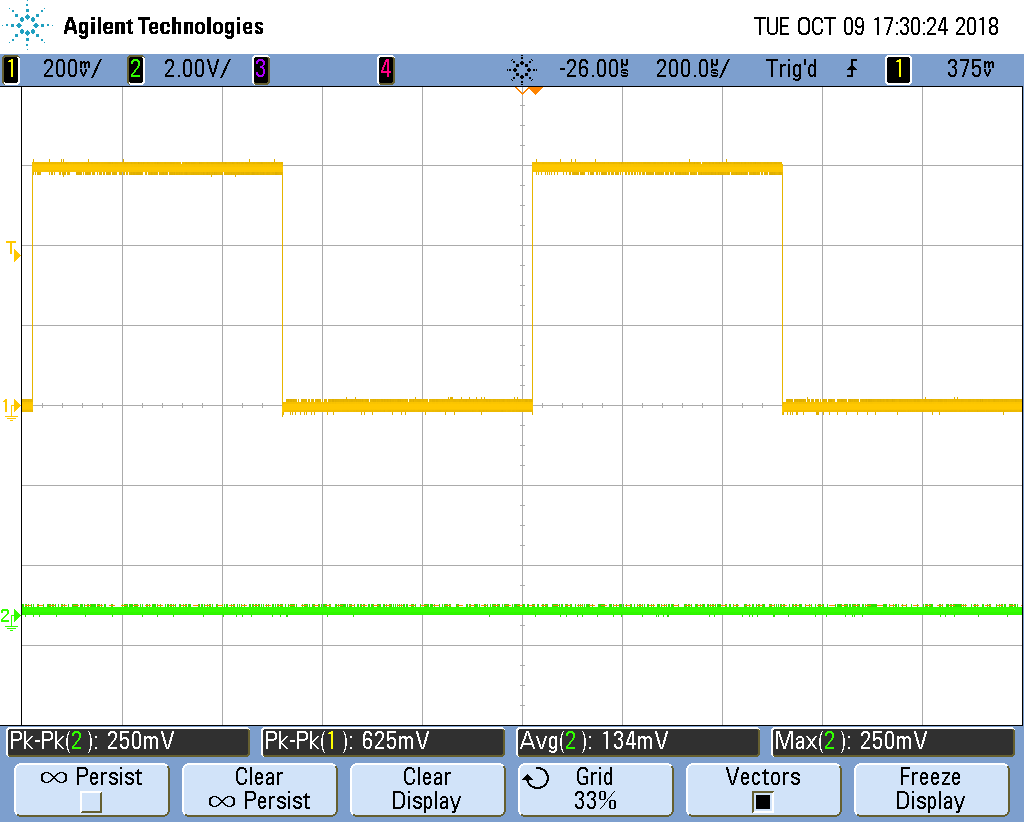 Agilent Technologies
TUE OCT 09 17:30:24 2018
1 200mV/ 2 2.00V/ 3 4 -26.00µs 200.0µs/ Trig'd 1 375mV
T
1
2
Pk-Pk(2): 250mV Pk-Pk(1): 625mV Avg(2): 134mV Max(2): 250mV
∞ Persist
Clear
∞ Persist
Clear
Display
Grid
33%
Vectors
Freeze
Display